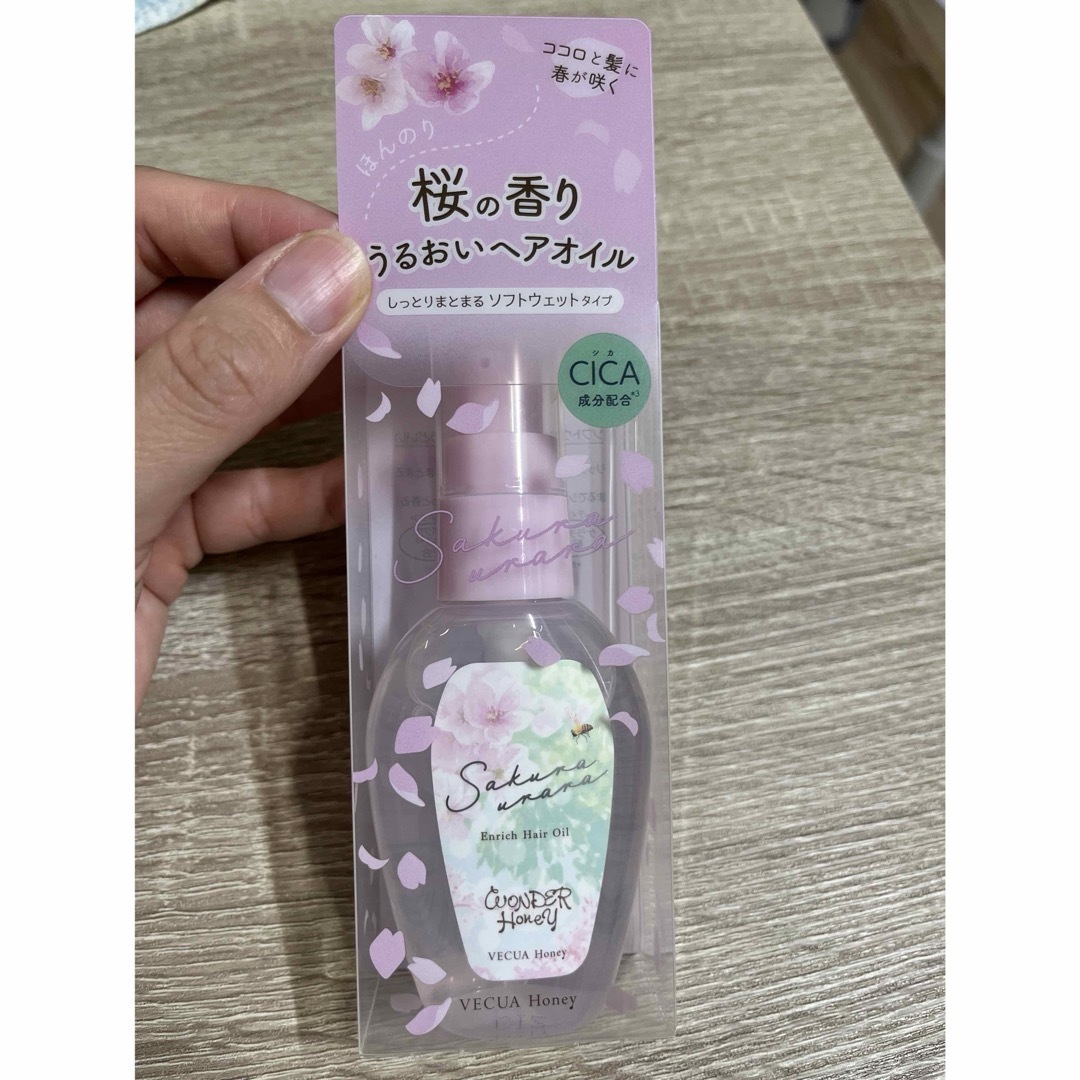 ココロと髪に
春が咲く
ほんのり
桜の香り
うるおいヘアオイル
しっとりまとまる ソフトウェットタイプ
シカ
CICA
成分配合*3
Sakura
urara
Sakura
urara
Enrich Hair Oil
WONDER
Honey
VECUA Honey
VECUA Honey